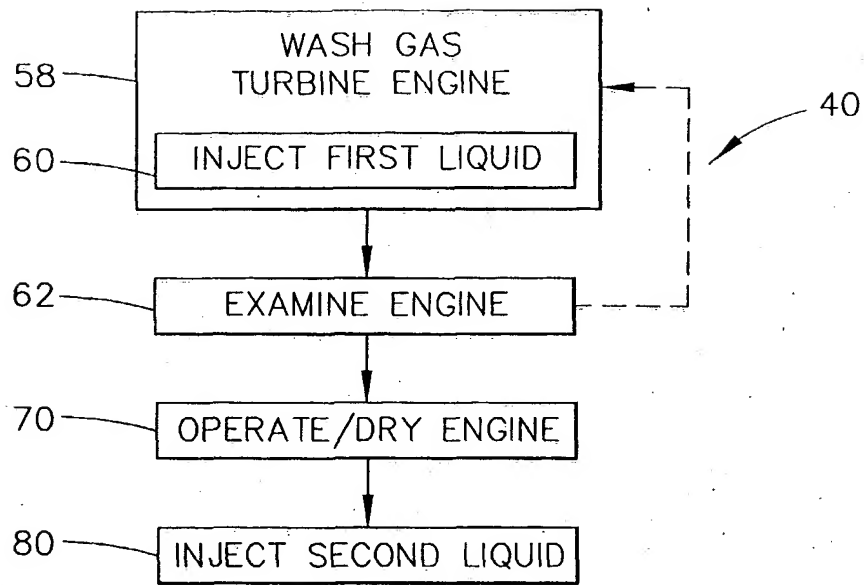 WASH GAS
TURBINE ENGINE
58
40
60
INJECT FIRST LIQUID
62
EXAMINE ENGINE
70
OPERATE/DRY ENGINE
80
INJECT SECOND LIQUID